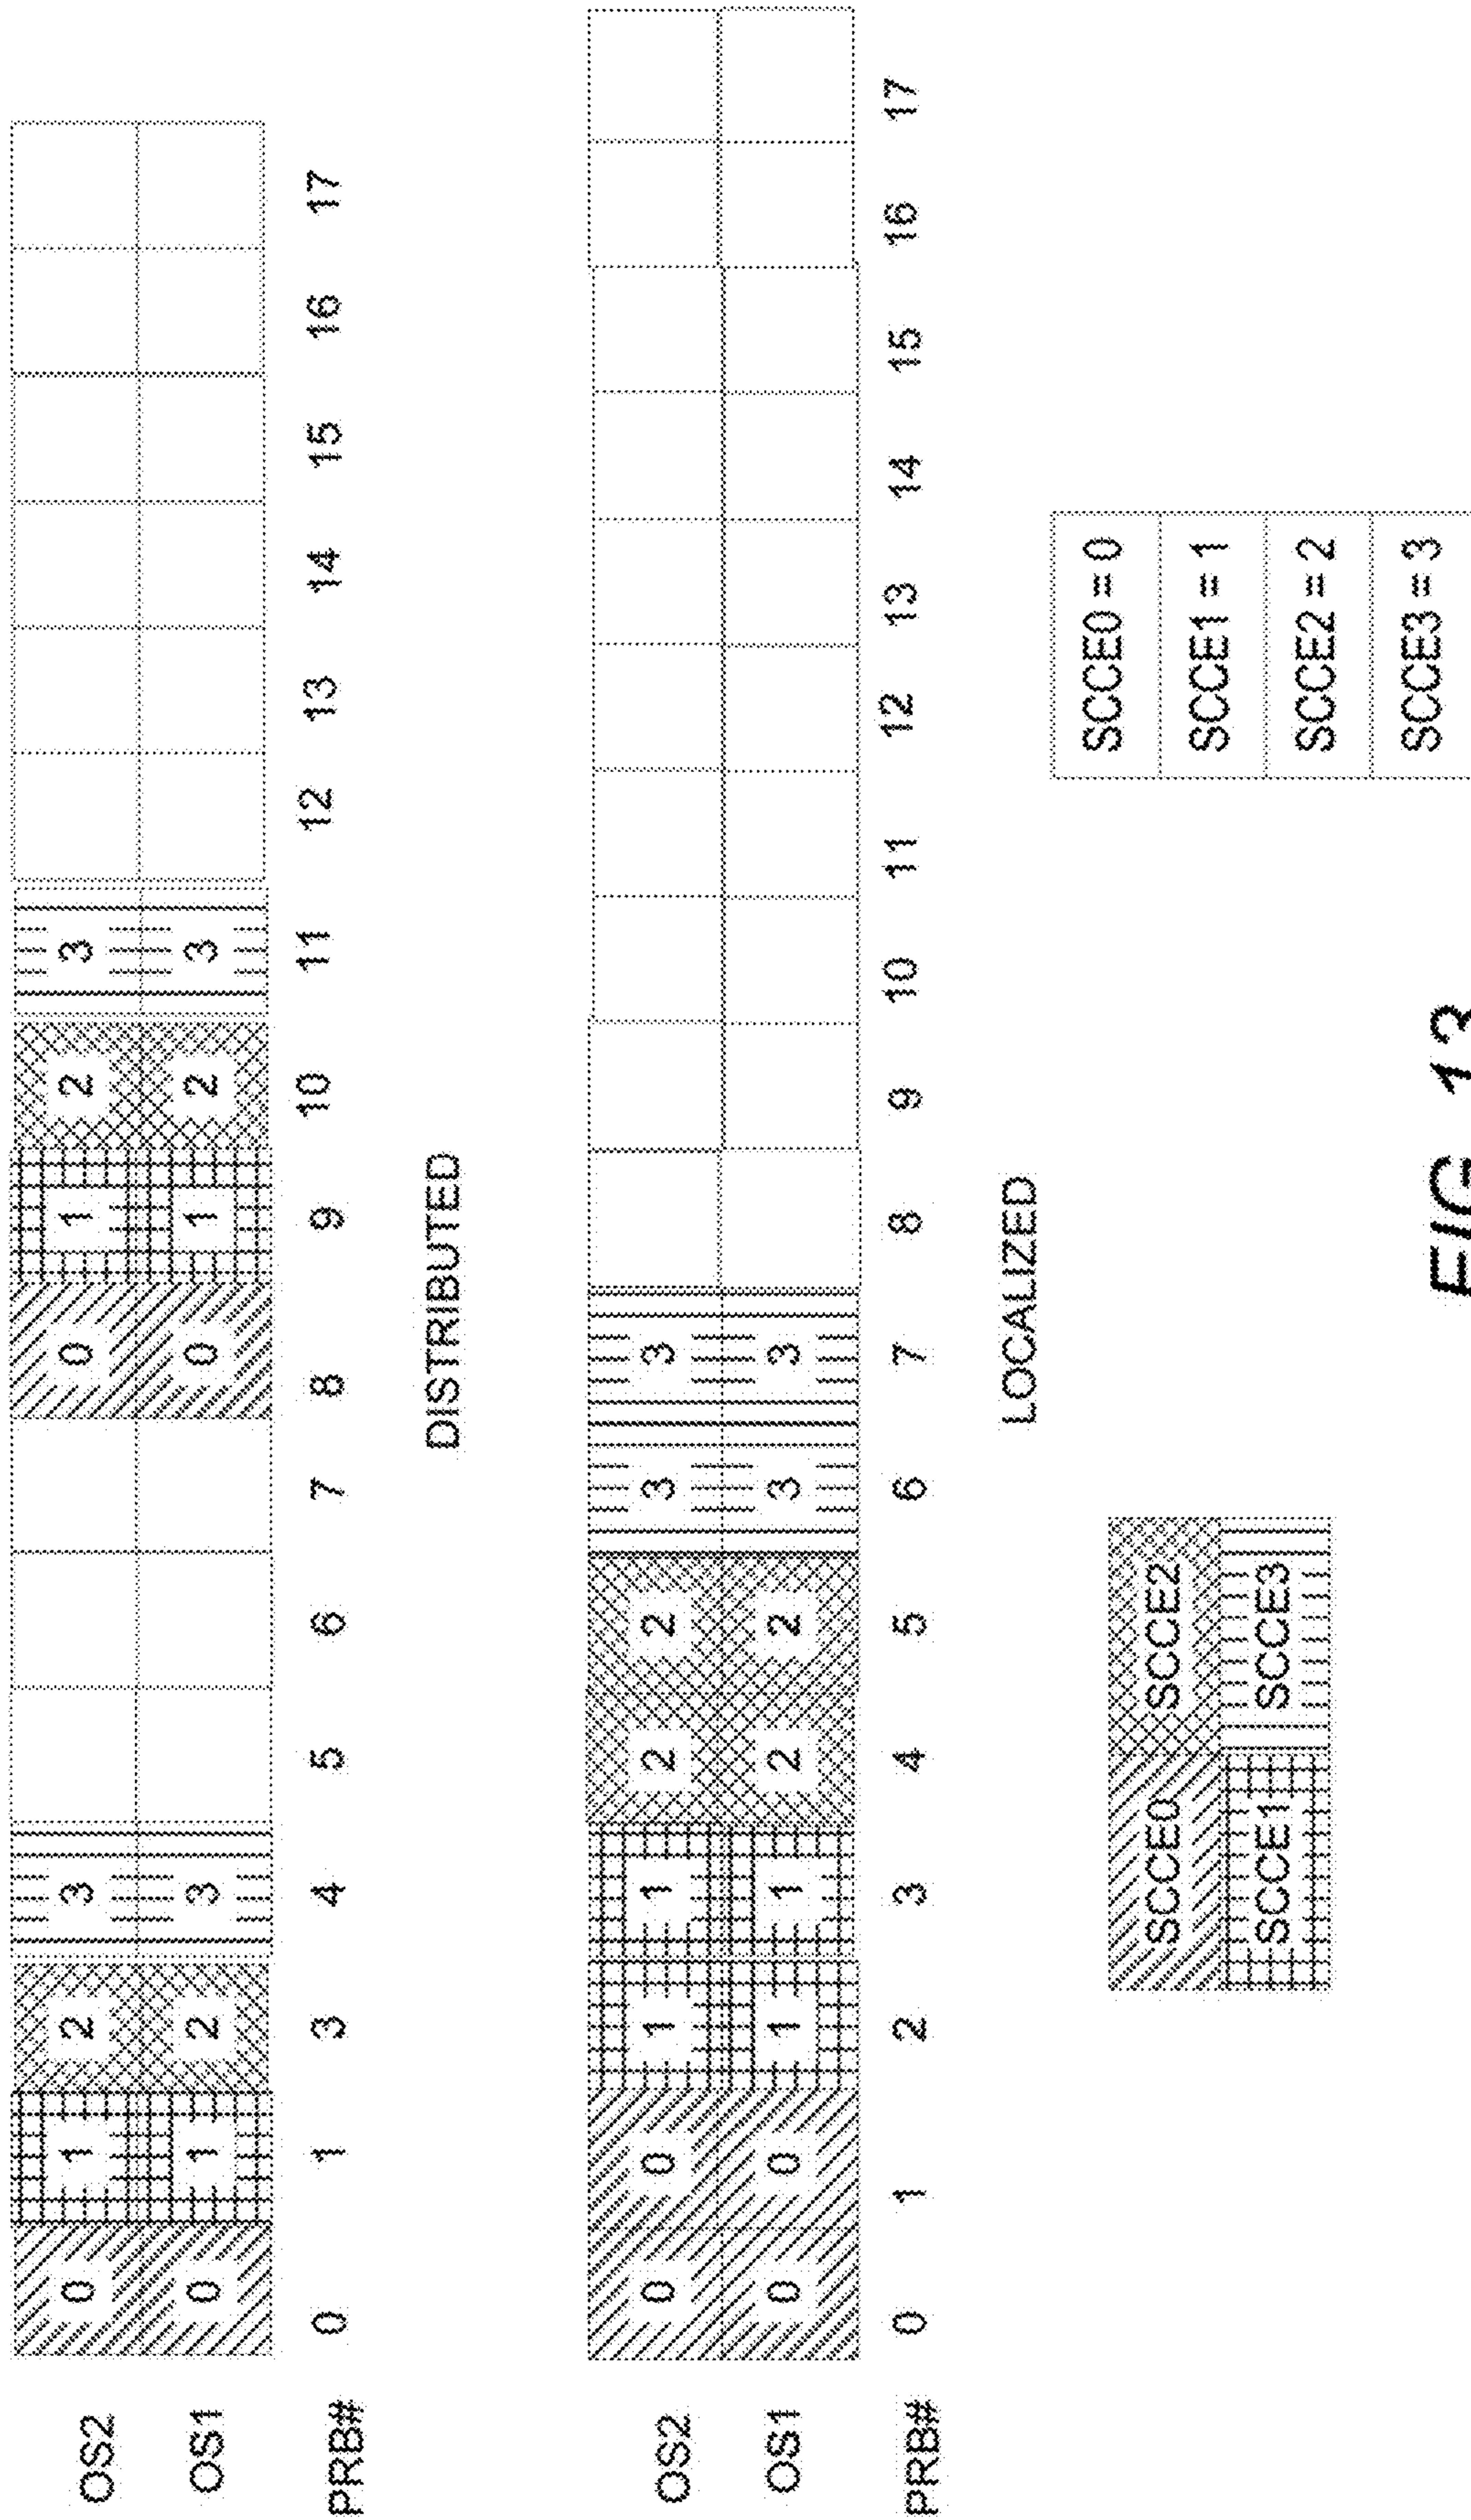 OS2 0 1 2 3 0 1 2 3
OS1 0 1 2 3 0 1 2 3
PRB# 0 1 3 4 5 6 7 8 9 10 11 12 13 14 15 16 17
DISTRIBUTED
OS2 0 0 1 1 2 2 3 3
OS1 0 0 1 1 2 2 3 3
PRB# 0 1 2 3 4 5 6 7 8 9 10 11 12 13 14 15 16 17
LOCALIZED
SCCE0 SCCE2
SCCE1 SCCE3
SCCE0 = 0
SCCE1 = 1
SCCE2 = 2
SCCE3 = 3
FIG 13